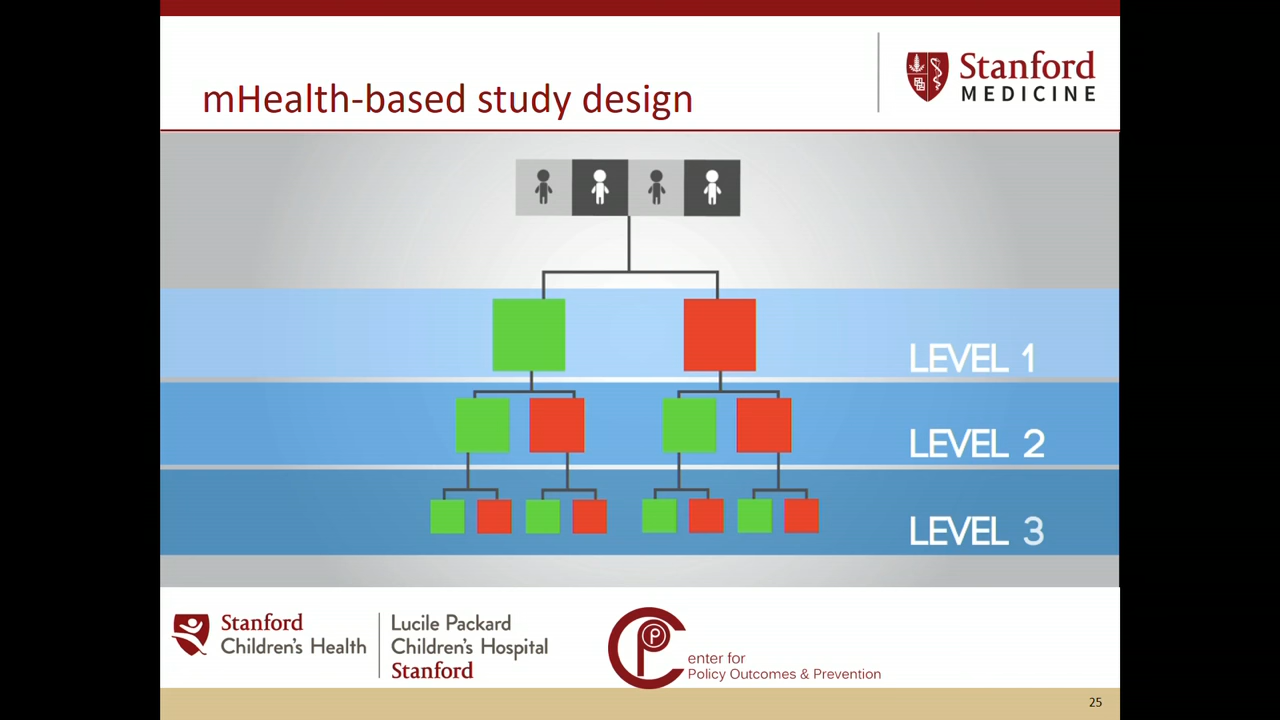 mHealth-based study design
Stanford
MEDICINE
LEVEL 1
LEVEL 2
LEVEL 3
Stanford
Children's Health
Lucile Packard
Children's Hospital
Stanford
CP
enter for
Policy Outcomes & Prevention
25